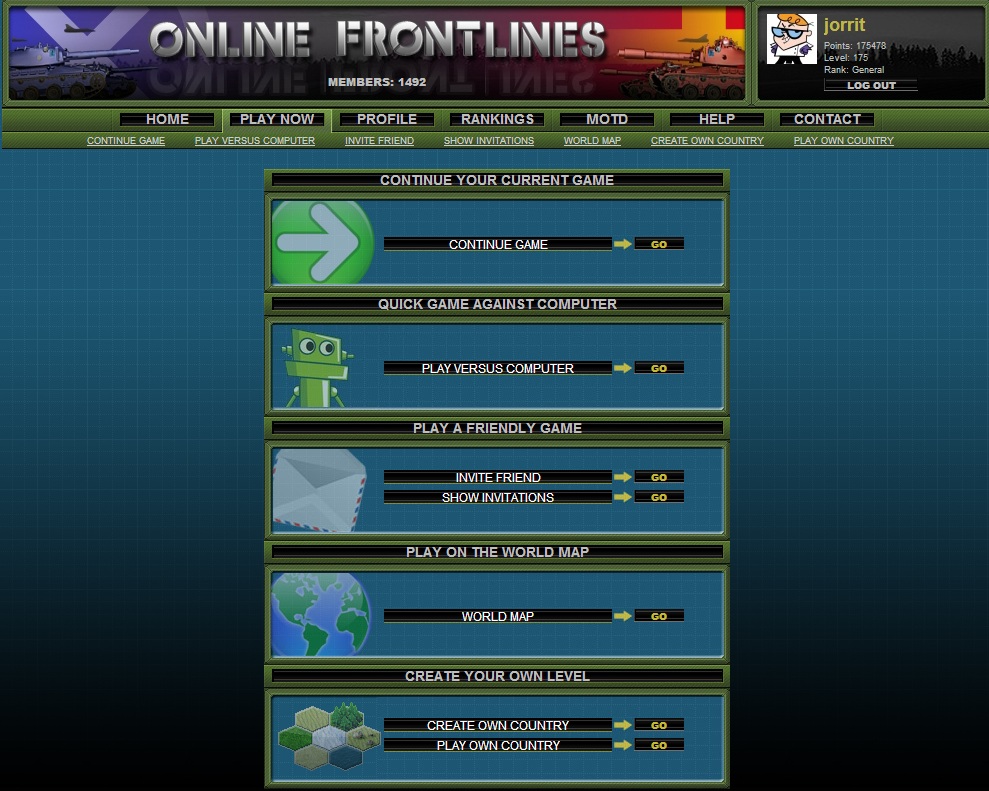 ONLINE FRONTLINES
MEMBERS: 1492
jorrit
Points: 175478
Level: 175
Rank: General
LOG OUT
HOME PLAY NOW PROFILE RANKINGS MOTD HELP CONTACT
CONTINUE GAME PLAY VERSUS COMPUTER INVITE FRIEND SHOW INVITATIONS WORLD MAP CREATE OWN COUNTRY PLAY OWN COUNTRY
CONTINUE YOUR CURRENT GAME
CONTINUE GAME GO
QUICK GAME AGAINST COMPUTER
PLAY VERSUS COMPUTER GO
PLAY A FRIENDLY GAME
INVITE FRIEND GO
SHOW INVITATIONS GO
PLAY ON THE WORLD MAP
WORLD MAP GO
CREATE YOUR OWN LEVEL
CREATE OWN COUNTRY GO
PLAY OWN COUNTRY GO